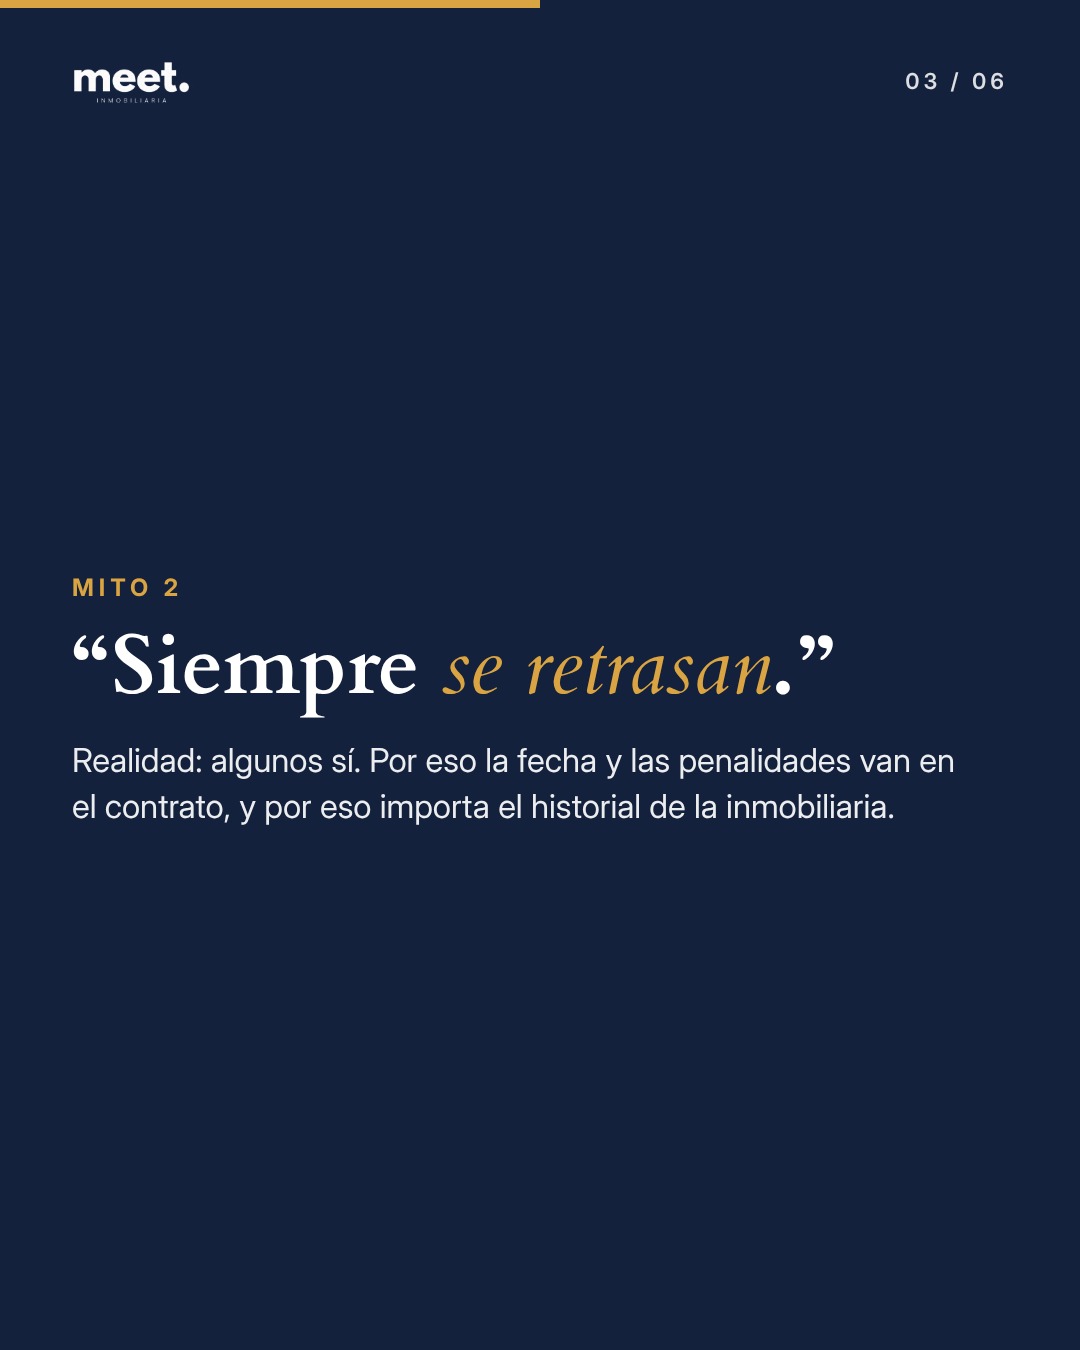 meet.
INMOBILIARIA
03 / 06
MITO 2
“Siempre se retrasan.”
Realidad: algunos sí. Por eso la fecha y las penalidades van en
el contrato, y por eso importa el historial de la inmobiliaria.